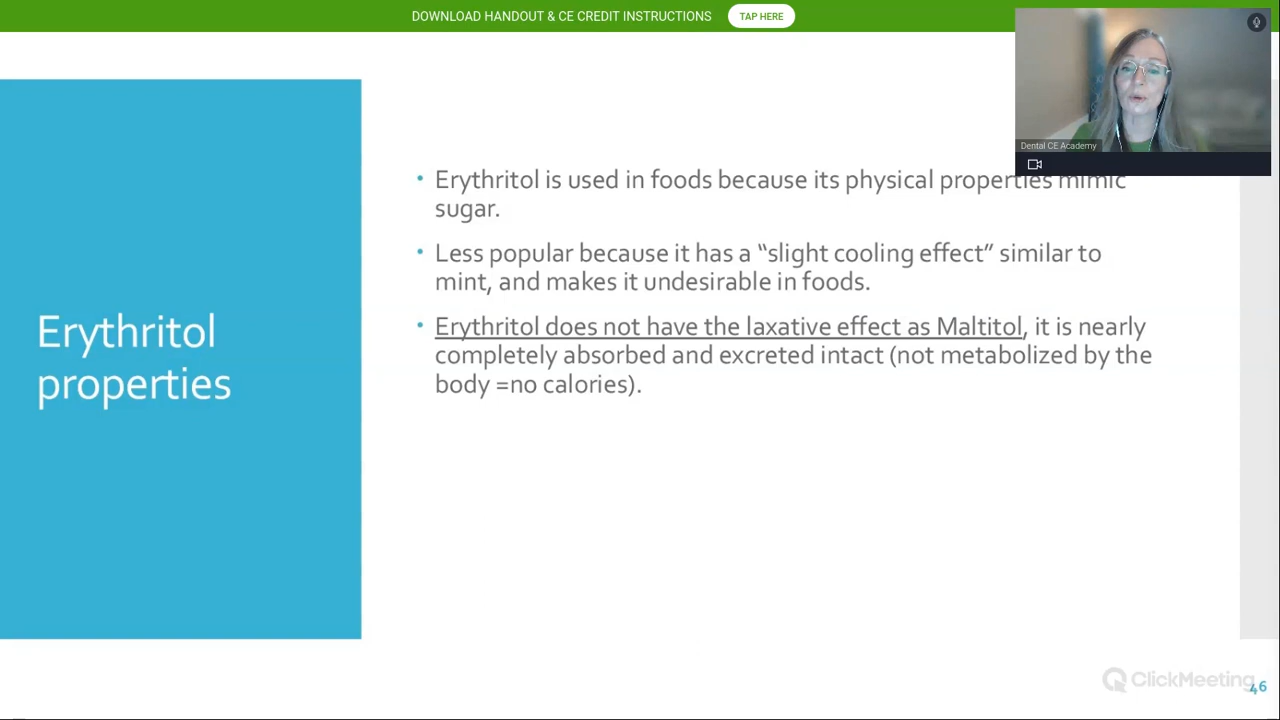 DOWNLOAD HANDOUT & CE CREDIT INSTRUCTIONS TAP HERE
Dental CE Academy
Erythritol
properties
• Erythritol is used in foods because its physical properties mimic
sugar.
• Less popular because it has a “slight cooling effect” similar to
mint, and makes it undesirable in foods.
• Erythritol does not have the laxative effect as Maltitol, it is nearly
completely absorbed and excreted intact (not metabolized by the
body =no calories).
ClickMeeting
46